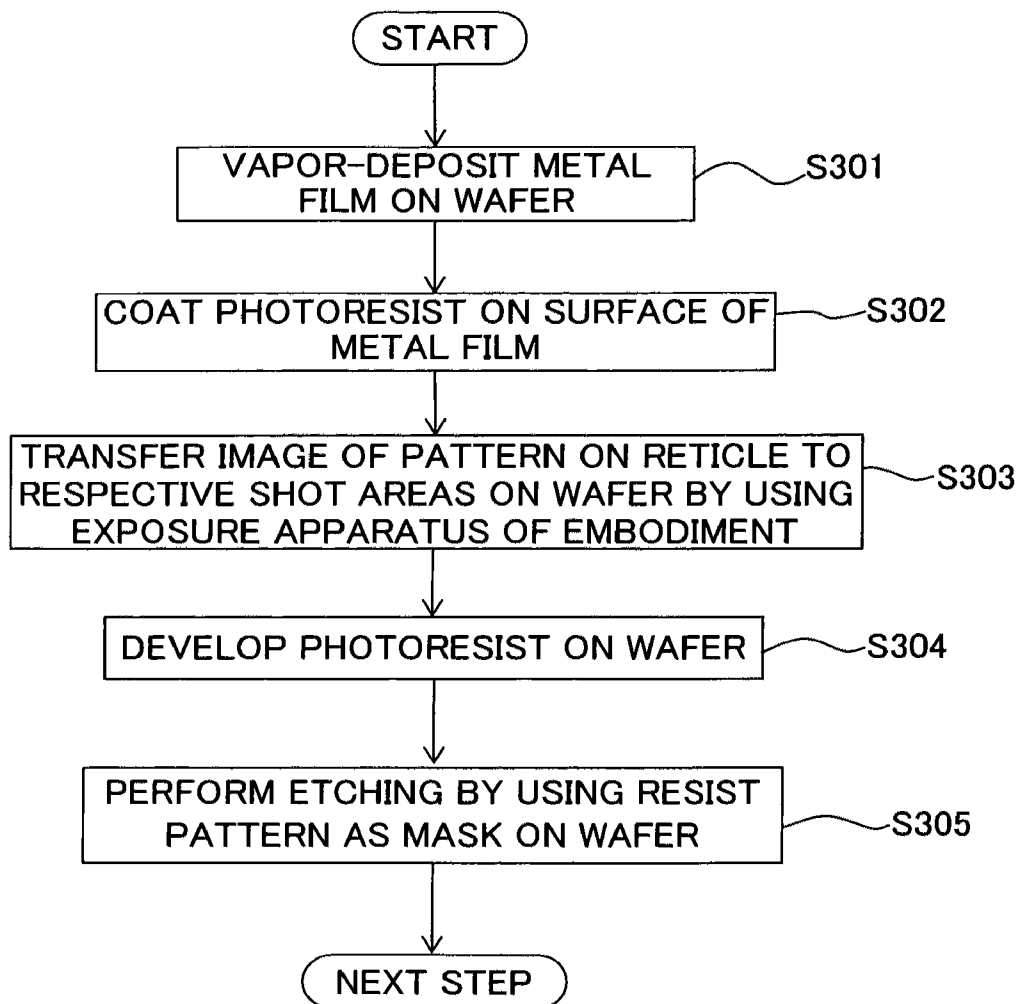 START
VAPOR-DEPOSIT METAL
FILM ON WAFER
S301
COAT PHOTORESIST ON SURFACE OF
METAL FILM
S302
TRANSFER IMAGE OF PATTERN ON RETICLE TO
RESPECTIVE SHOT AREAS ON WAFER BY USING
EXPOSURE APPARATUS OF EMBODIMENT
S303
DEVELOP PHOTORESIST ON WAFER
S304
PERFORM ETCHING BY USING RESIST
PATTERN AS MASK ON WAFER
S305
NEXT STEP